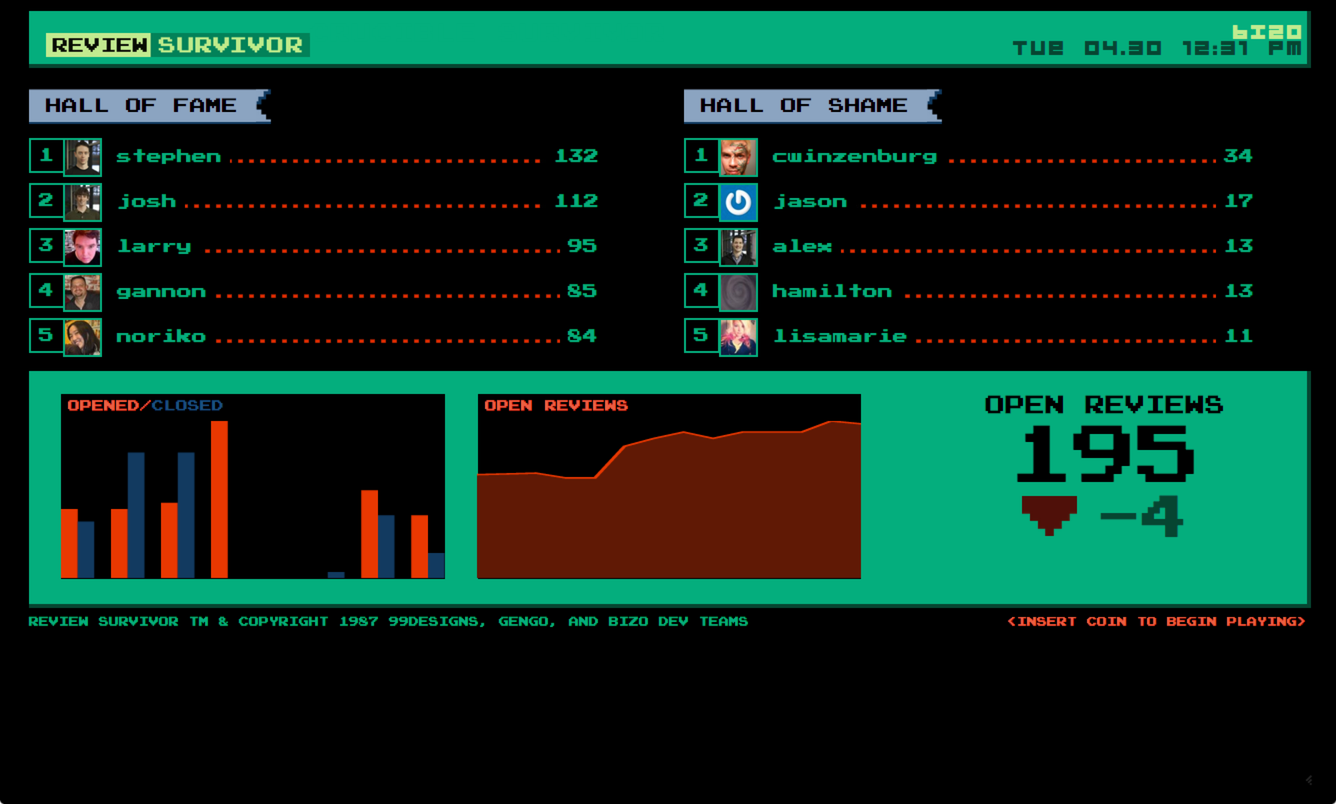 REVIEW SURVIVOR
bizo
TUE 04.30 12:31 PM
HALL OF FAME
1 stephen 132
2 josh 112
3 larry 95
4 gannon 85
5 noriko 84
HALL OF SHAME
1 cwinzenburg 34
2 jason 17
3 alex 13
4 hamilton 13
5 lisamarie 11
OPENED/CLOSED
OPEN REVIEWS
OPEN REVIEWS
195
-4
REVIEW SURVIVOR TM & COPYRIGHT 1987 99DESIGNS, GENGO, AND BIZO DEV TEAMS
<INSERT COIN TO BEGIN PLAYING>